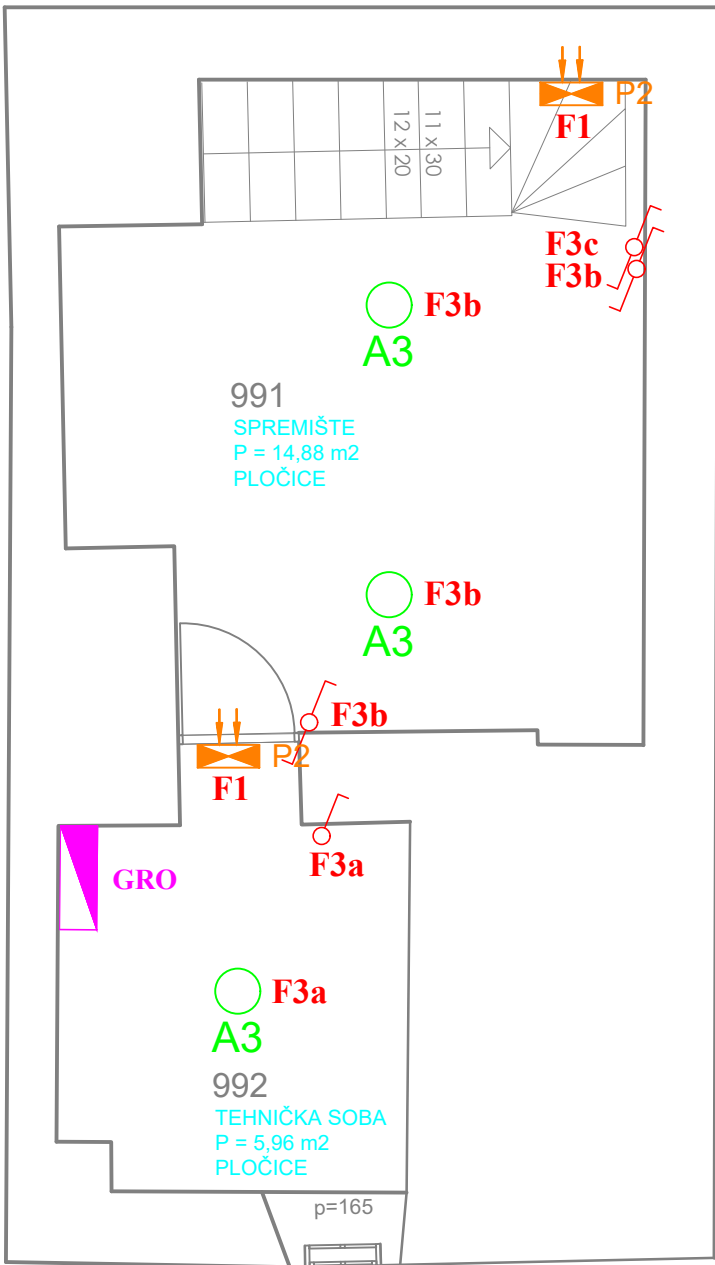 P2
F1
11 x 30
12 x 20
F3c
F3b
F3b
A3
991
SPREMIŠTE
P = 14,88 m2
PLOČICE
F3b
A3
F3b
P2
F1
F3a
GRO
F3a
A3
992
TEHNIČKA SOBA
P = 5,96 m2
PLOČICE
p=165